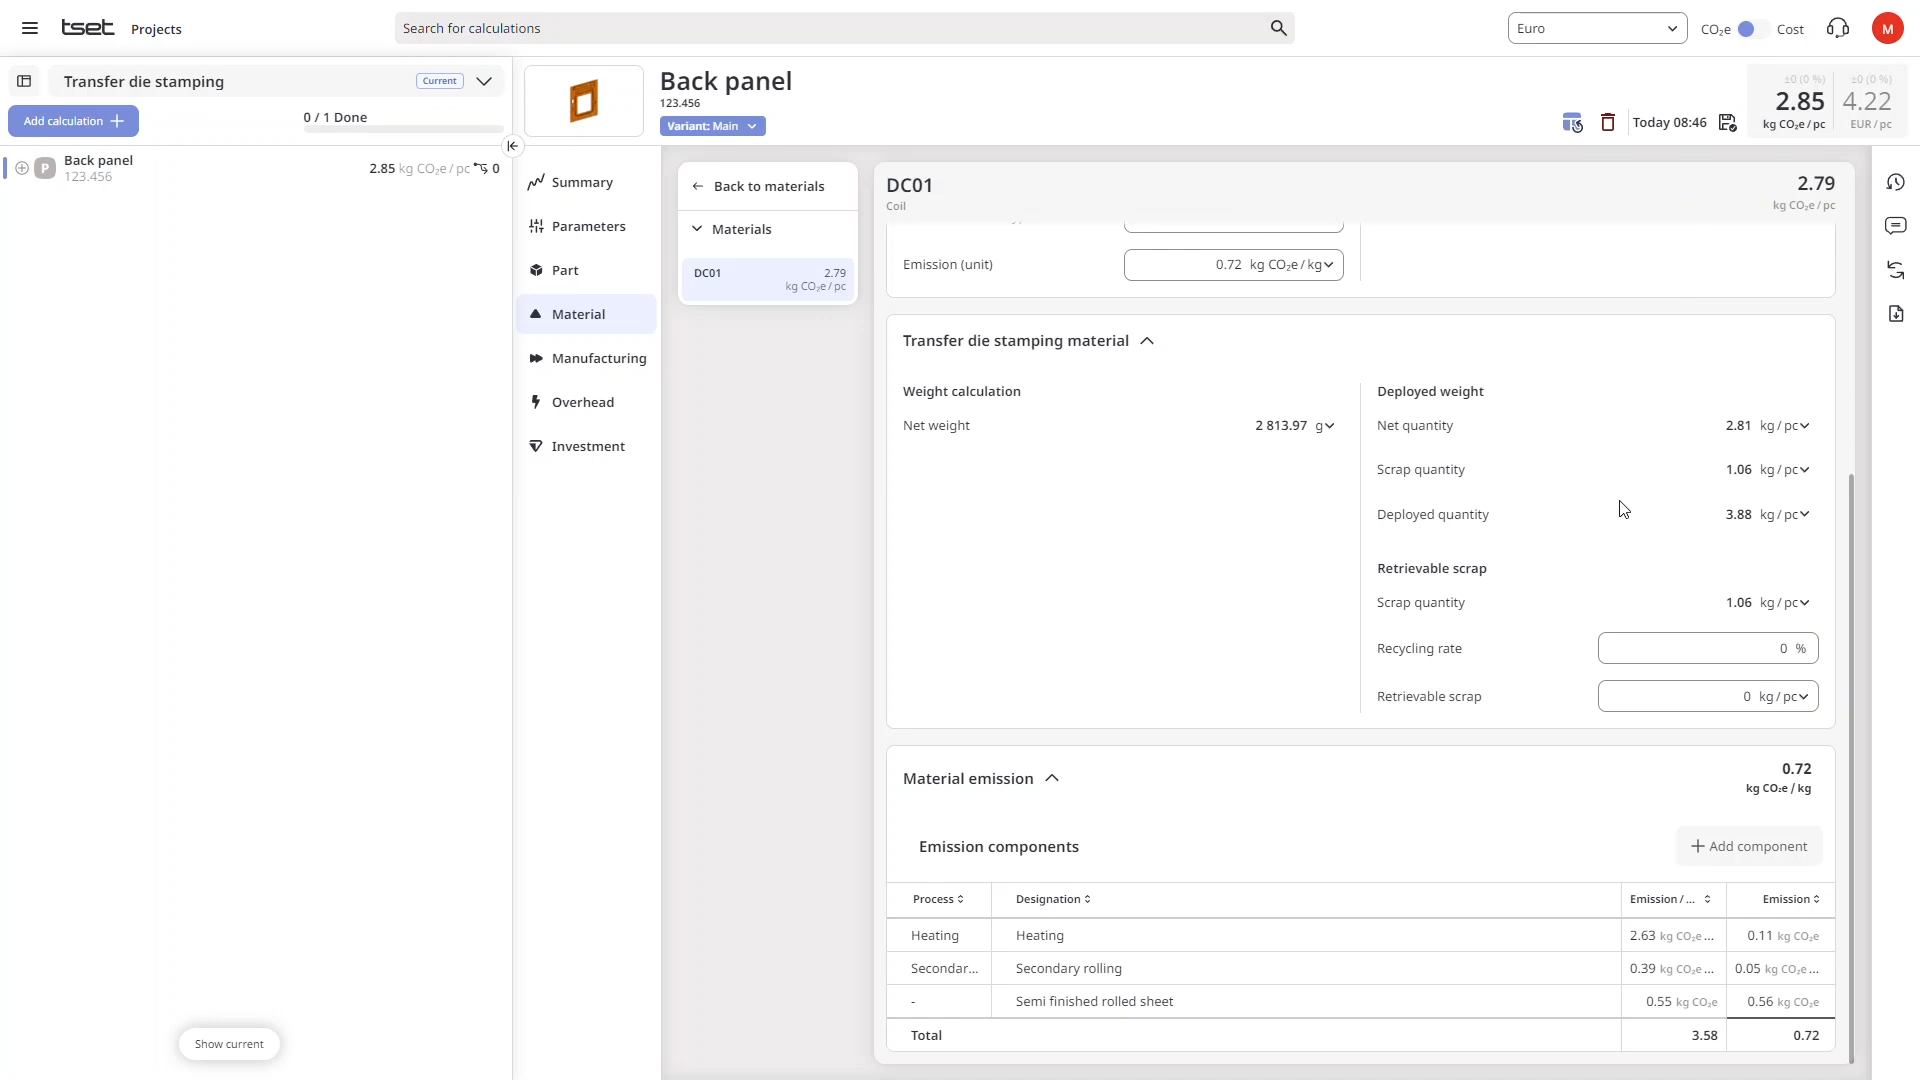 tset
Projects
Search for calculations
Euro
CO₂e
Cost
M
Transfer die stamping
Current
Add calculation
0 / 1 Done
Back panel
123.456
Variant: Main
Today 08:46
±0 (0 %)
2.85
kg CO₂e / pc
±0 (0 %)
4.22
EUR / pc
P
Back panel
123.456
2.85 kg CO₂e / pc
0
Show current
Summary
Parameters
Part
Material
Manufacturing
Overhead
Investment
Back to materials
Materials
DC01
2.79
kg CO₂e / pc
DC01
Coil
2.79
kg CO₂e / pc
Emission (unit)
0.72 kg CO₂e / kg
Transfer die stamping material
Weight calculation
Net weight
2 813.97 g
Deployed weight
Net quantity
2.81 kg / pc
Scrap quantity
1.06 kg / pc
Deployed quantity
3.88 kg / pc
Retrievable scrap
Scrap quantity
1.06 kg / pc
Recycling rate
0 %
Retrievable scrap
0 kg / pc
Material emission
0.72
kg CO₂e / kg
Emission components
Add component
Process
Designation
Emission / ...
Emission
Heating
Heating
2.63 kg CO₂e ...
0.11 kg CO₂e
Secondar...
Secondary rolling
0.39 kg CO₂e ...
0.05 kg CO₂e ...
-
Semi finished rolled sheet
0.55 kg CO₂e
0.56 kg CO₂e
Total
3.58
0.72